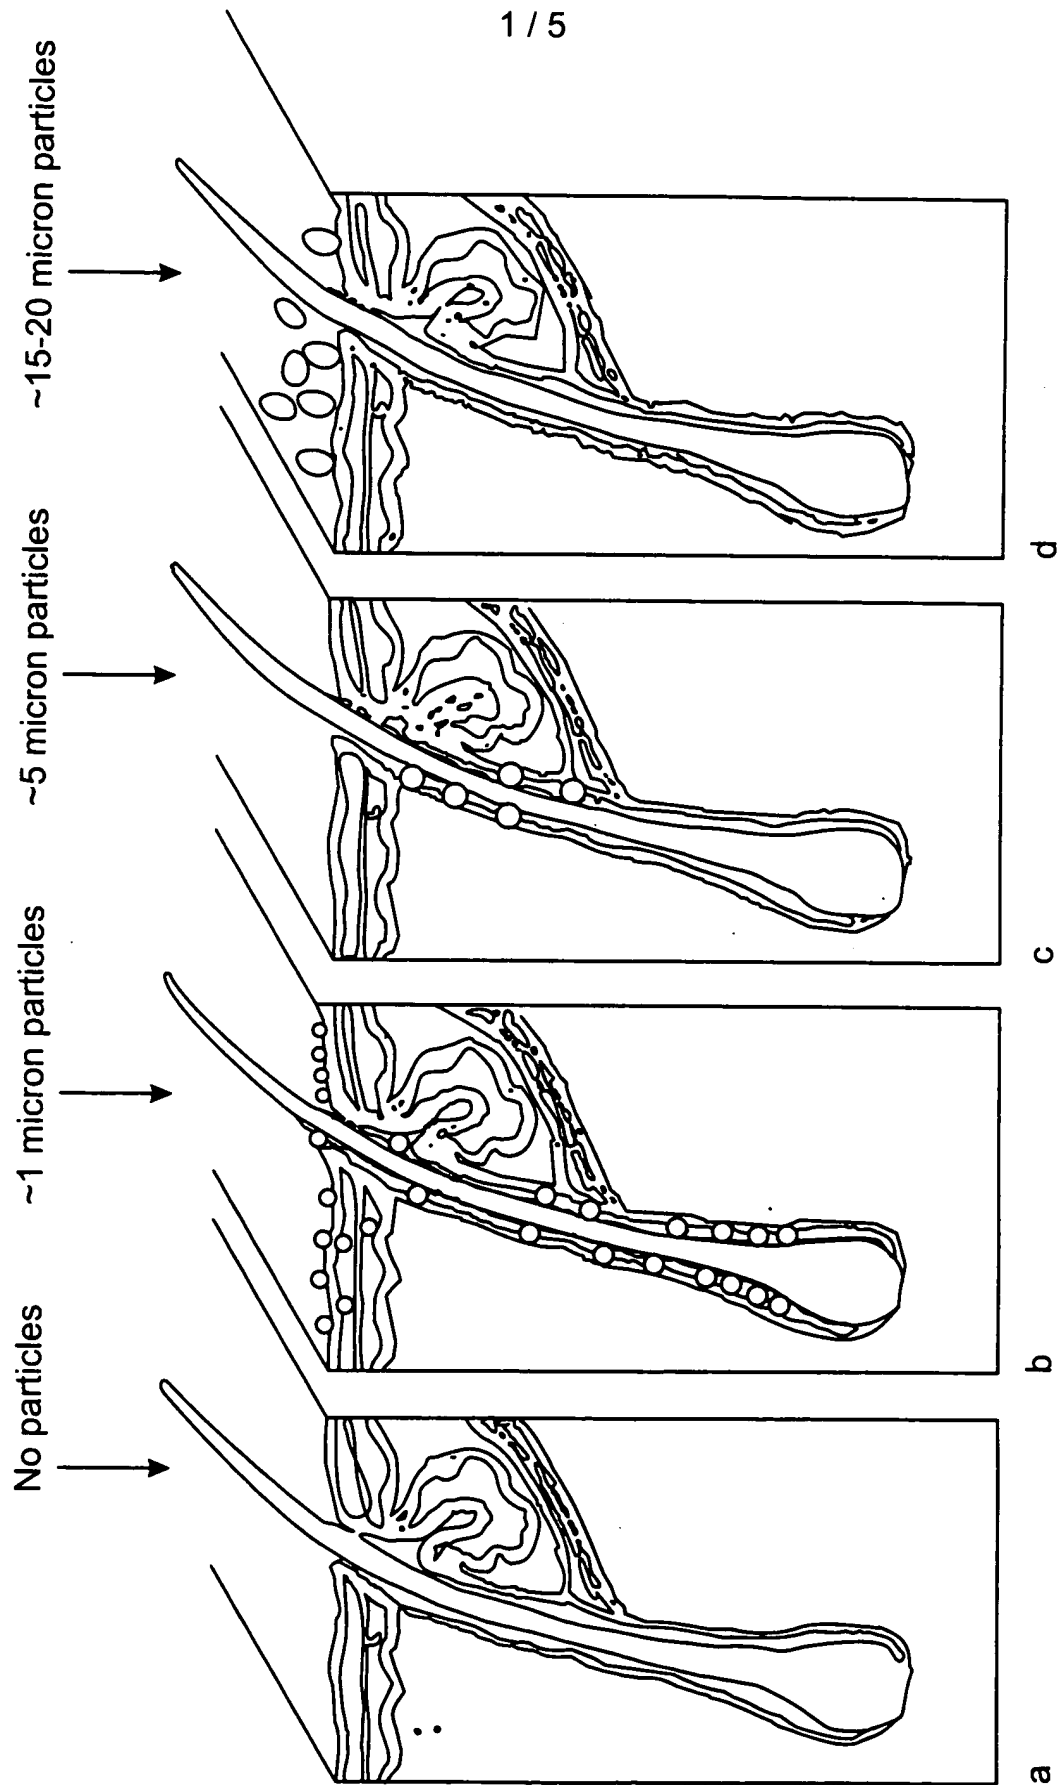 1 / 5
No particles
~1 micron particles
~5 micron particles
~15-20 micron particles
a
b
c
d